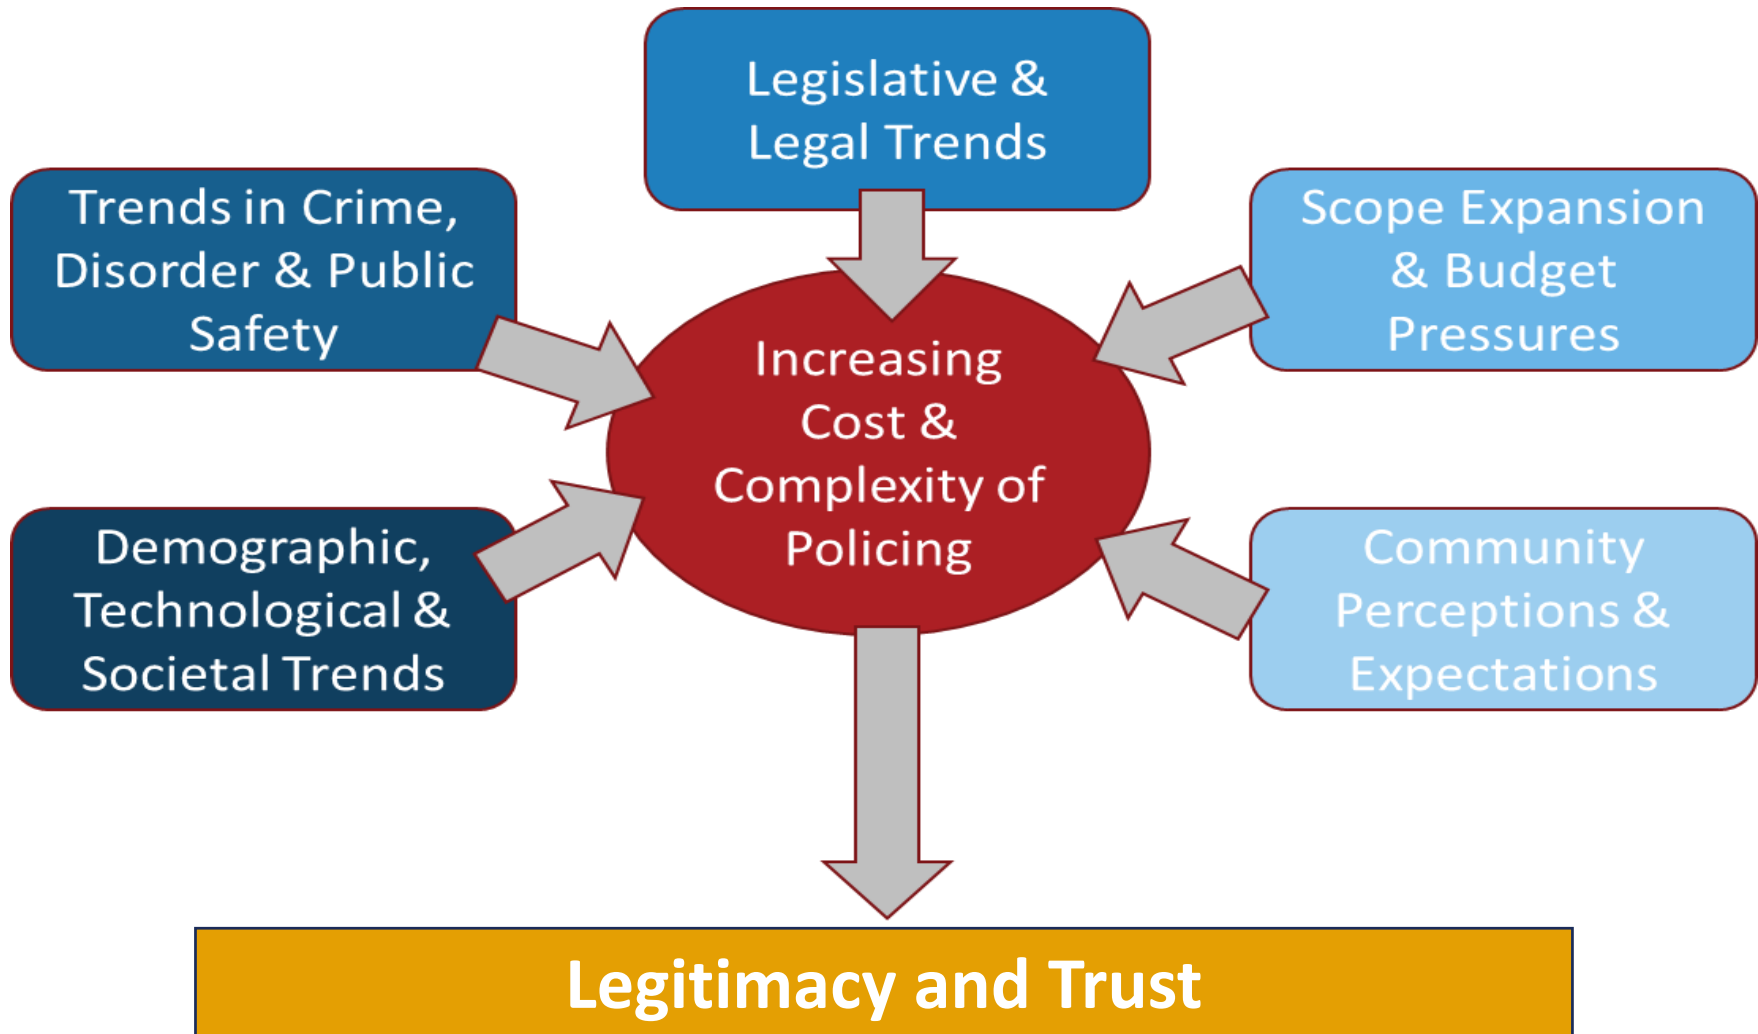 Legislative &
Legal Trends
Trends in Crime,
Disorder & Public
Safety
Scope Expansion
& Budget
Pressures
Increasing
Cost &
Complexity of
Policing
Demographic,
Technological &
Societal Trends
Community
Perceptions &
Expectations
Legitimacy and Trust